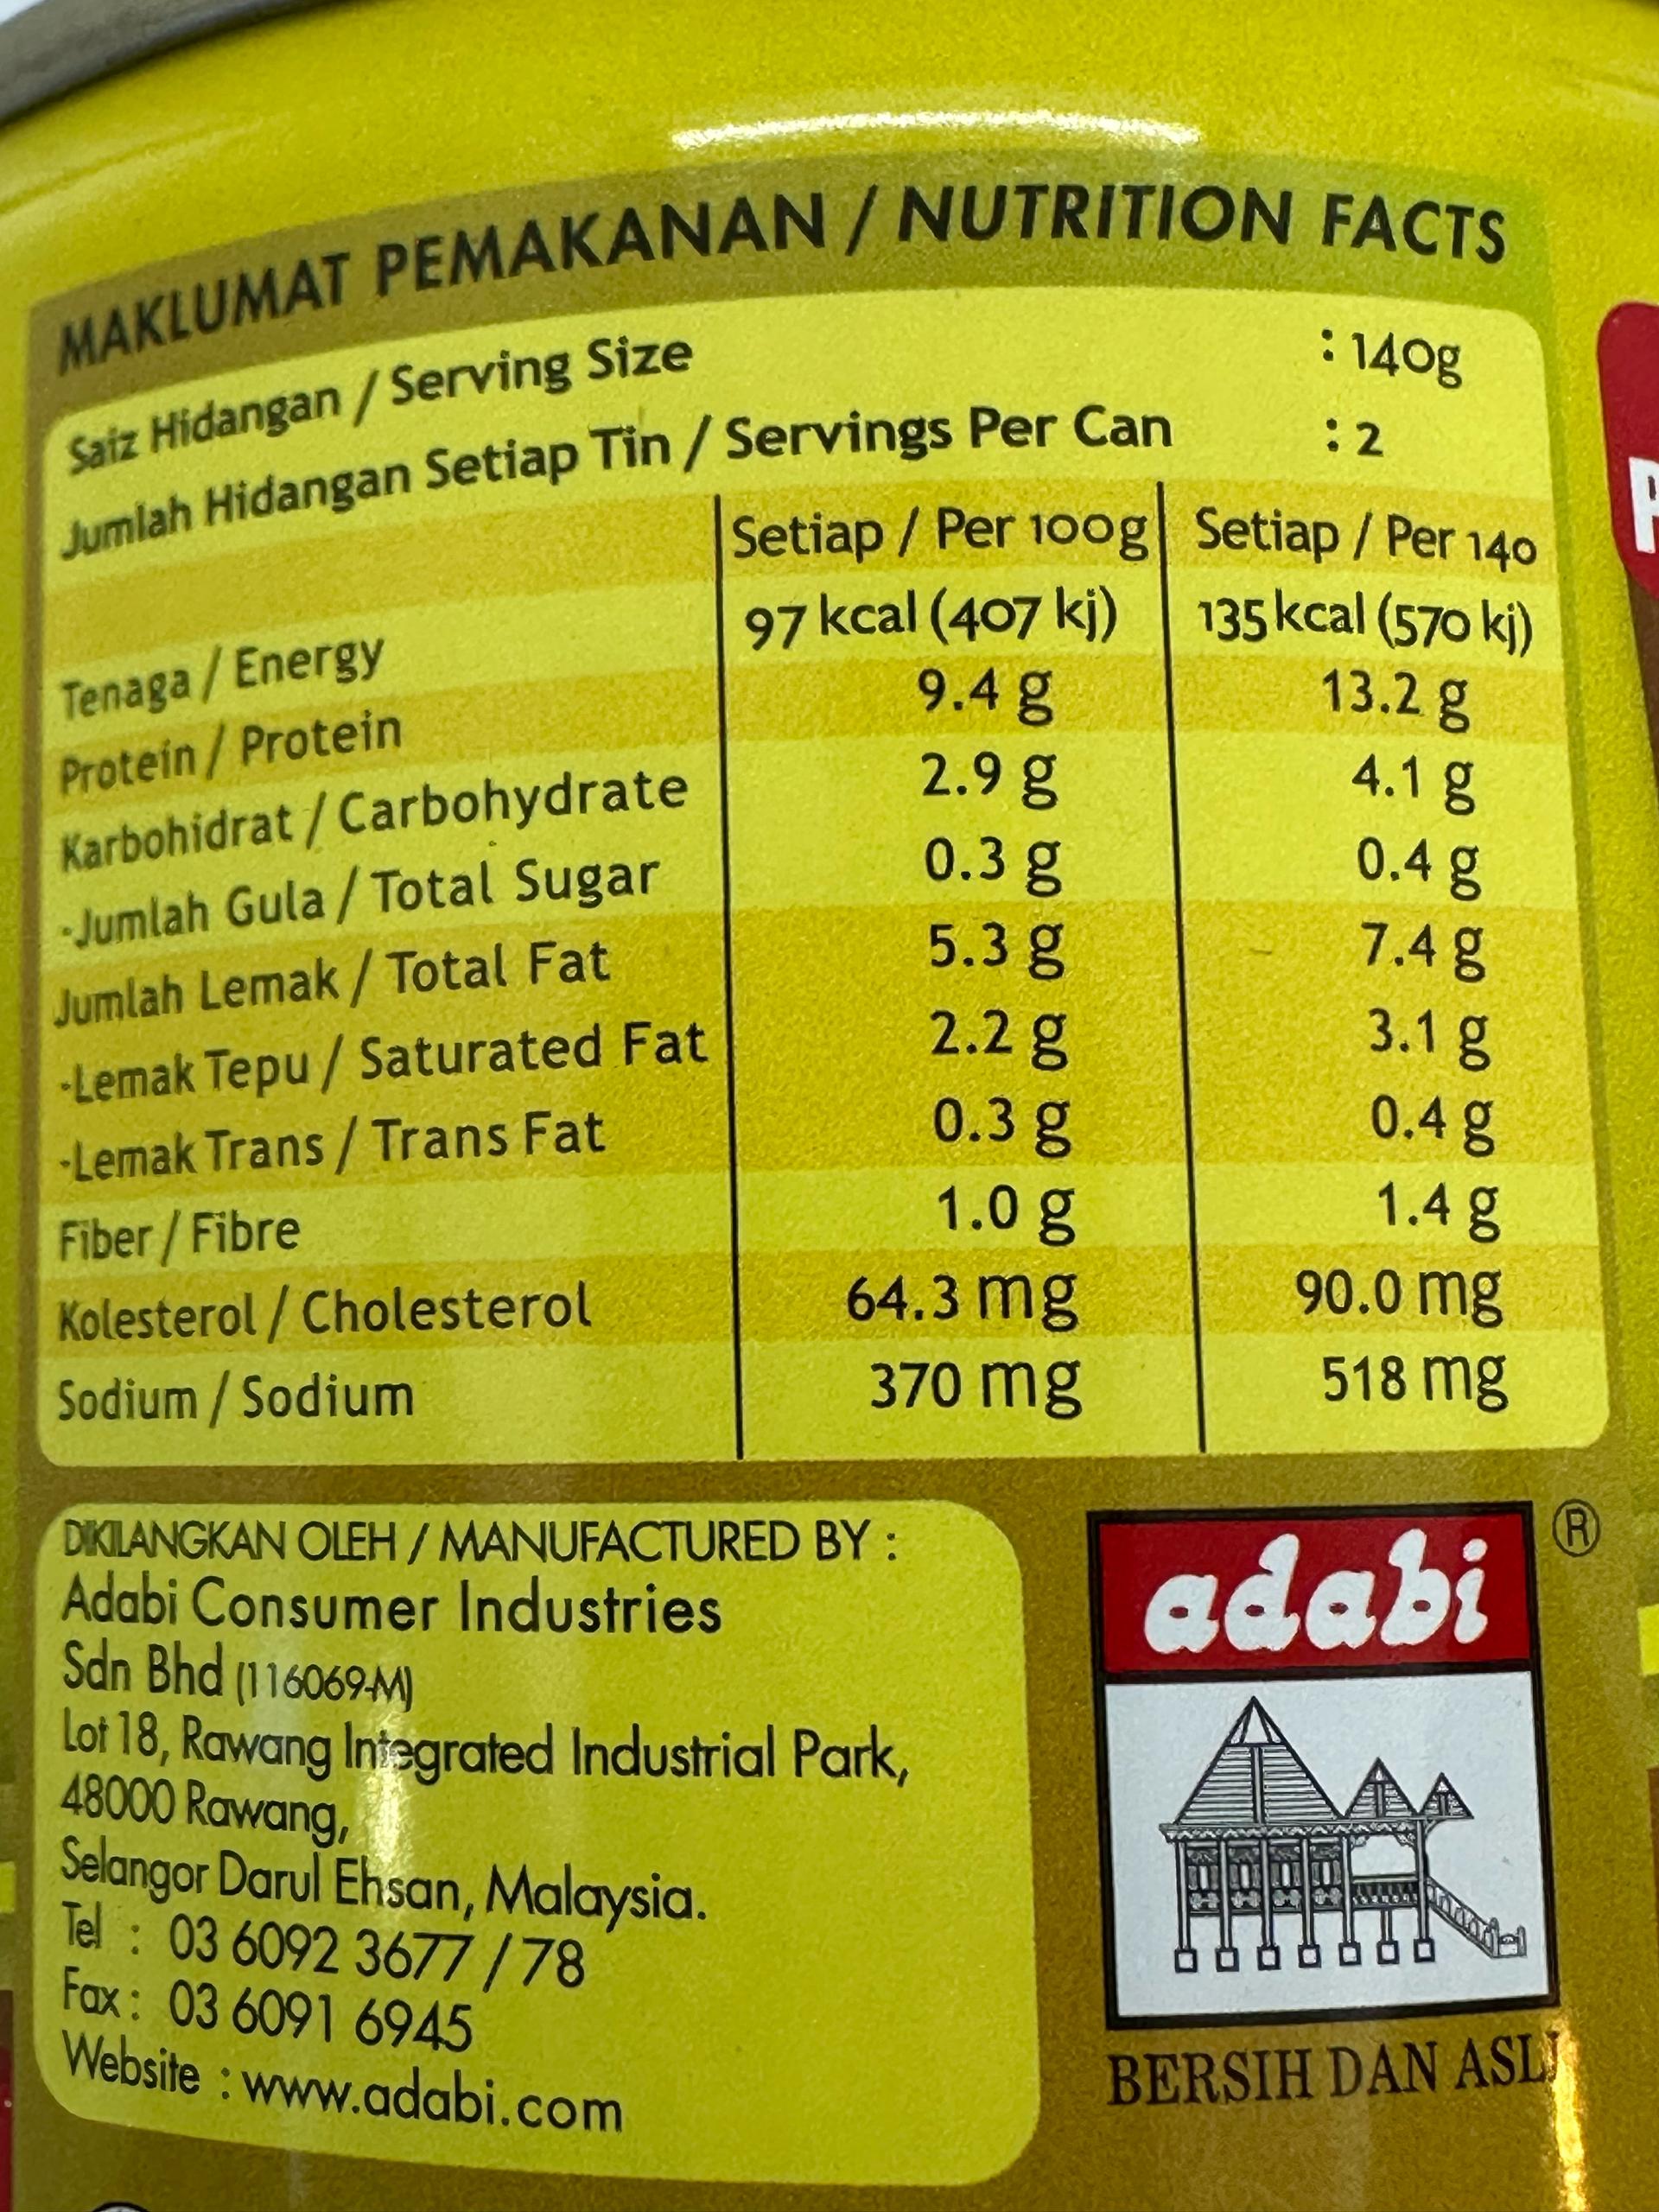 MAKLUMAT PEMAKANAN / NUTRITION FACTS
Saiz Hidangan / Serving Size : 140g
Jumlah Hidangan Setiap Tin / Servings Per Can : 2
Setiap / Per 100g Setiap / Per 140
Tenaga / Energy 97 kcal (407 kj) 135 kcal (570 kj)
Protein / Protein 9.4 g 13.2 g
Karbohidrat / Carbohydrate 2.9 g 4.1 g
-Jumlah Gula / Total Sugar 0.3 g 0.4 g
Jumlah Lemak / Total Fat 5.3 g 7.4 g
-Lemak Tepu / Saturated Fat 2.2 g 3.1 g
-Lemak Trans / Trans Fat 0.3 g 0.4 g
Fiber / Fibre 1.0 g 1.4 g
Kolesterol / Cholesterol 64.3 mg 90.0 mg
Sodium / Sodium 370 mg 518 mg
DIKILANGKAN OLEH / MANUFACTURED BY :
Adabi Consumer Industries
Sdn Bhd (116069-M)
Lot 18, Rawang Integrated Industrial Park,
48000 Rawang,
Selangor Darul Ehsan, Malaysia.
Tel : 03 6092 3677 / 78
Fax : 03 6091 6945
Website : www.adabi.com
adabi ®
BERSIH DAN ASLI